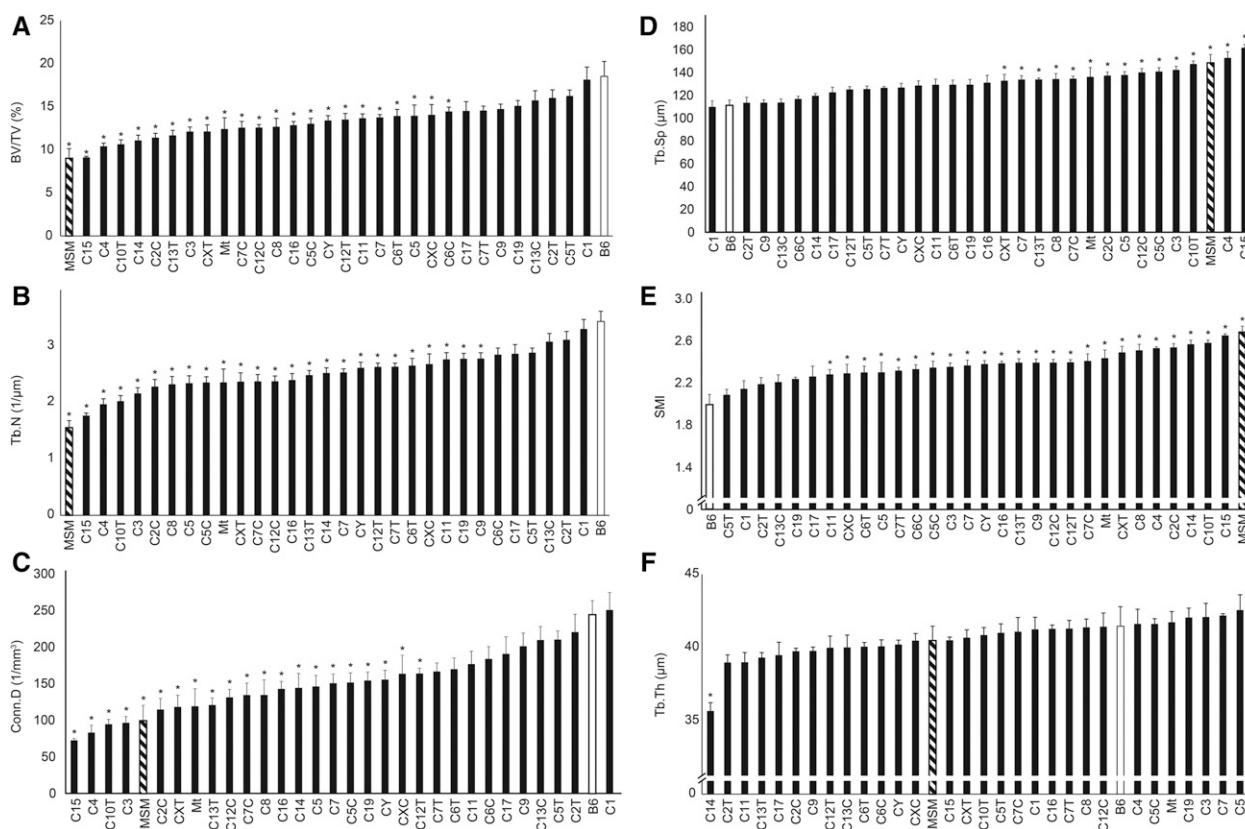 A
BV/TV (%)
25
20
15
10
5
0
MSM C15 C4 C10T C14 C2C C13T C3 CXT Mt C7C C12C C8 C16 C5C CY C12T C11 C7 C6T C5 CXC C6C C17 C7T C9 C19 C13C C2T C5T C1 B6
B
Tb.N (1/µm)
3
2
1
0
MSM C15 C4 C10T C3 C2C C8 C5 C5C Mt CXT C7C C12C C16 C13T C14 C7 CY C12T C7T C6T CXC C11 C19 C9 C6C C17 C5T C13C C2T C1 B6
C
Conn.D (1/mm³)
300
250
200
150
100
50
0
C15 C4 C10T C3 MSM C2C CXT Mt C13T C12C C7C C8 C16 C14 C5 C7 C5C C19 CY CXC C12T C7T C6T C11 C6C C17 C9 C13C C5T C2T B6 C1
D
Tb.Sp (µm)
180
160
140
120
100
80
60
40
20
0
C1 B6 C2T C9 C13C C6C C14 C17 C12T C5T C7T CY CXC C11 C6T C19 C16 CXT C7 C13T C8 C7C Mt C2C C5 C12C C5C C3 C10T MSM C4 C15
E
SMI
3.0
2.6
2.2
1.8
1.4
0
B6 C5T C1 C2T C13C C19 C17 C11 CXC C6T C5 C7T C6C C5C C3 C7 CY C16 C13T C9 C12C C7C Mt CXT C8 C4 C2C C14 C10T C15 MSM
F
Tb.Th (µm)
45
40
35
0
C14 C2T C11 C13T C16 C2C C9 C12T C13C C6T C6C CY CXC MSM C15 CXT C10T C5T C7C C1 C17 C7T C8 C12C B6 C4 C5C Mt C19 C3 C7 C5